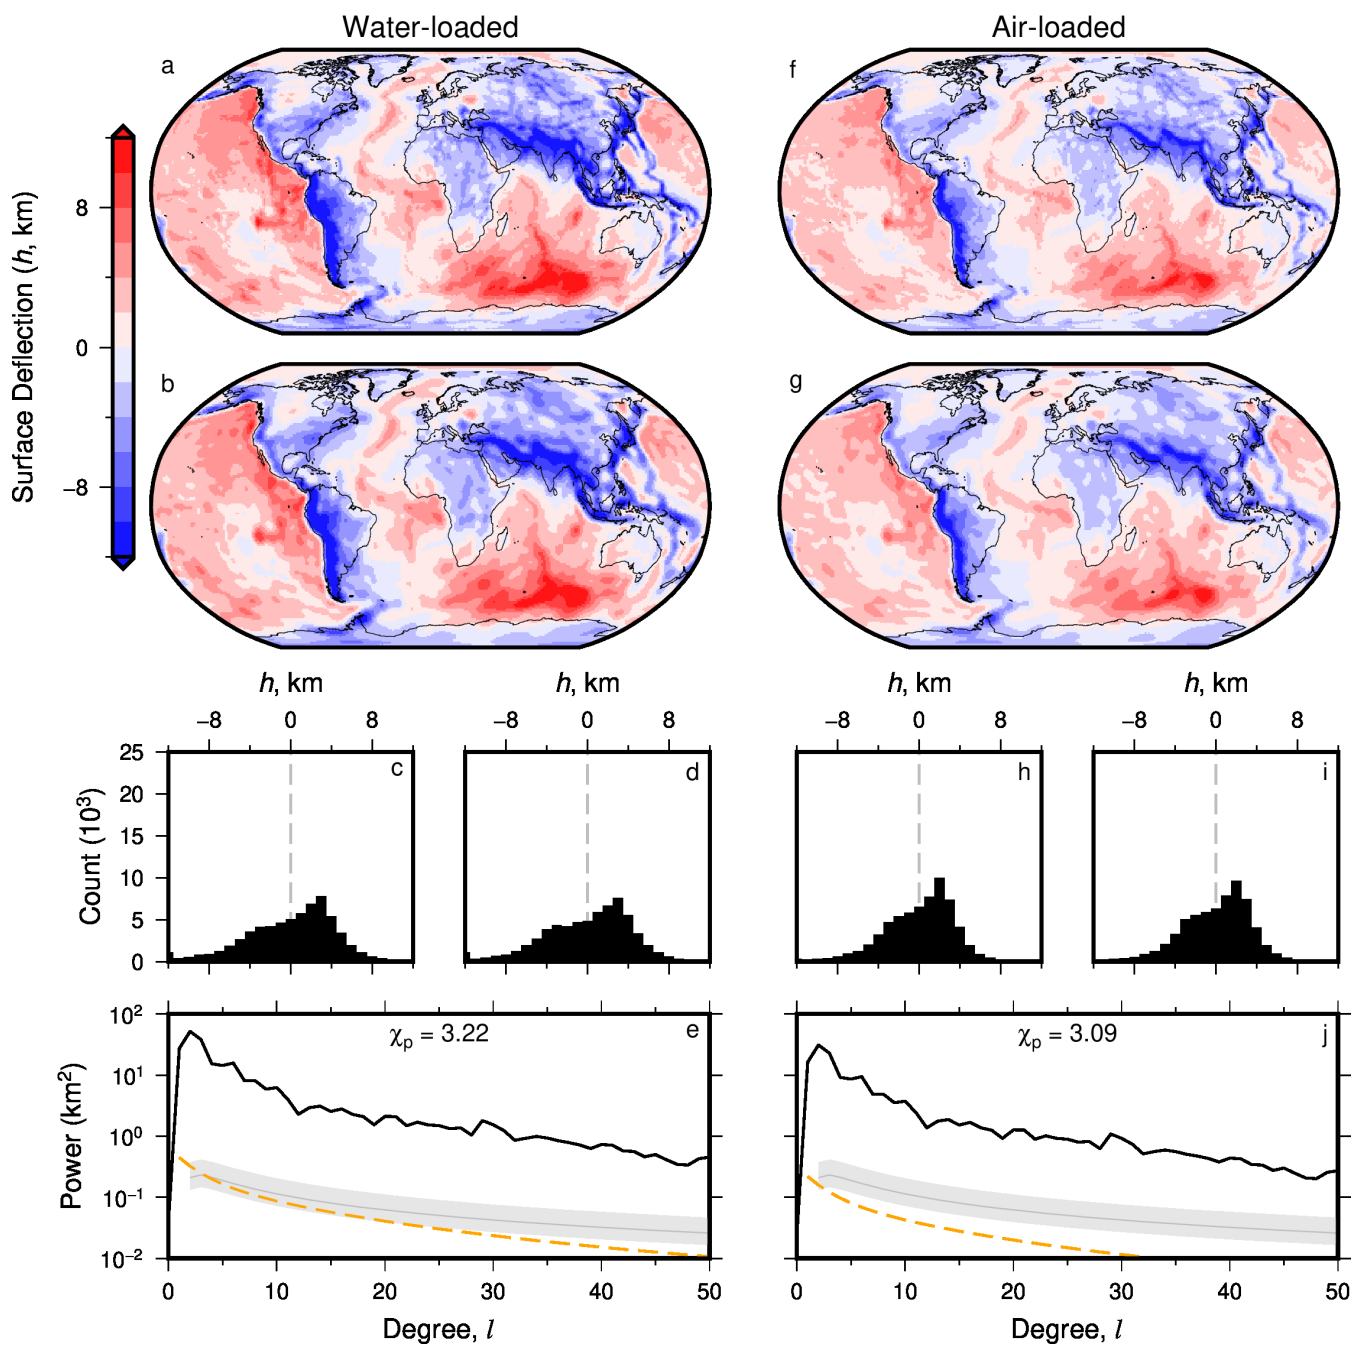 Water-loaded
Air-loaded
a
f
Surface Deflection (h, km)
8
0
−8
b
g
h, km
h, km
h, km
h, km
−8 0 8
−8 0 8
−8 0 8
−8 0 8
Count (10³)
25
20
15
10
5
0
c
d
h
i
Power (km²)
10²
10¹
10⁰
10⁻¹
10⁻²
χp = 3.22
e
χp = 3.09
j
0 10 20 30 40 50
0 10 20 30 40 50
Degree, l
Degree, l